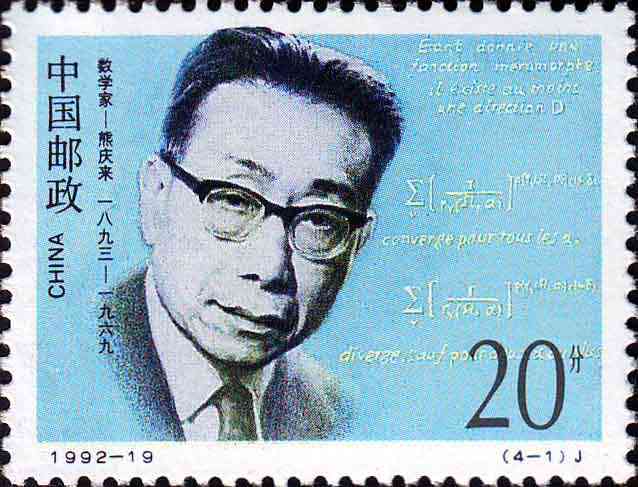 中国邮政
CHINA
数学家—熊庆来 一八九三—一九六九
Étant donnée une
fonction méromorphe
il existe au moins
une direction D
converge pour tous les
diverge, sauf pour
20分
1992-19
(4-1) J